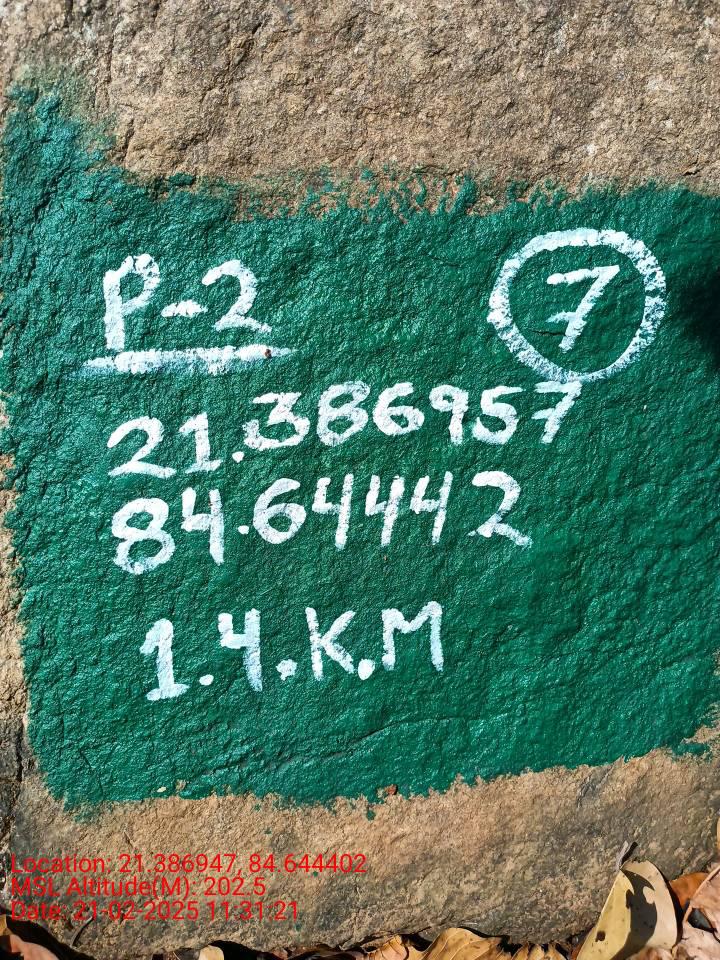 P-2 7
21.386957
84.64442
1.4.K.M
Location: 21.386947, 84.644402
MSL Altitude(M): 202.5
Date: 21-02-2025 11:31:21